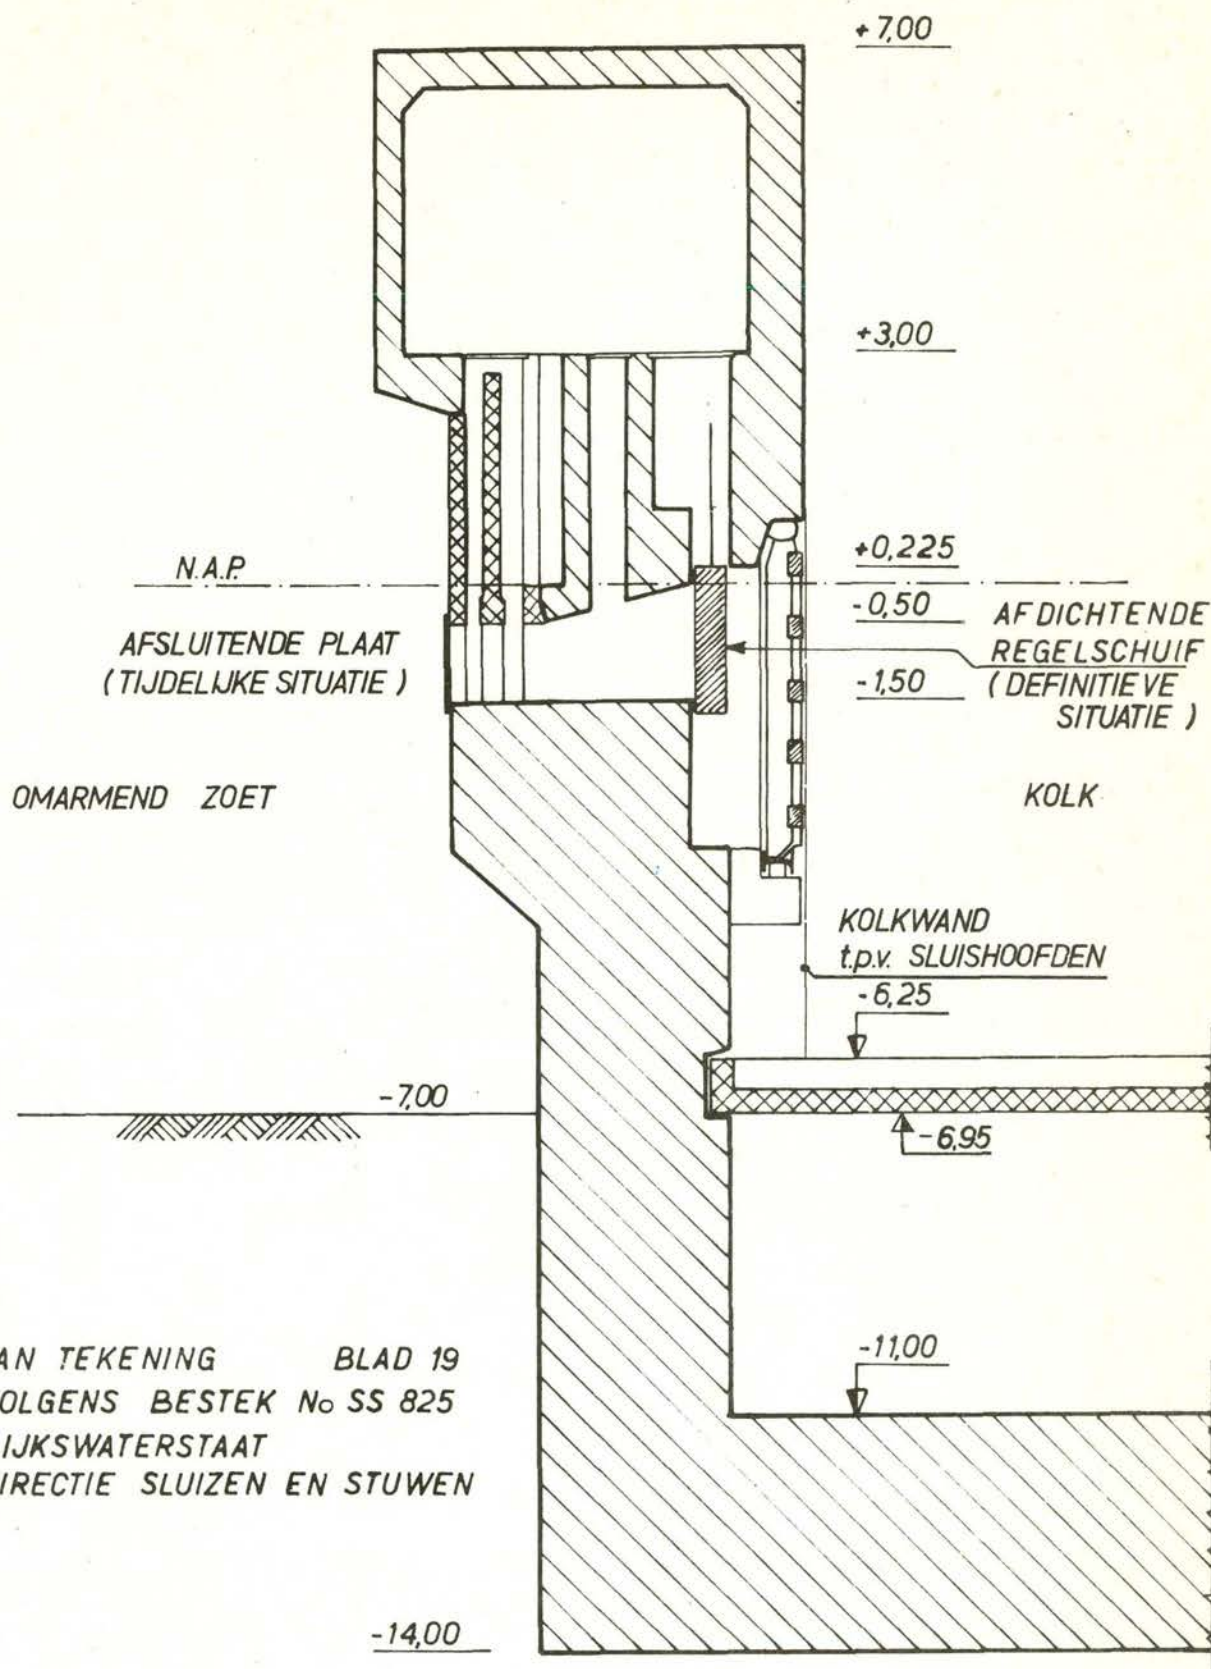 +7,00
+3,00
+0,225
N.A.P.
-0,50
AFDICHTENDE
REGELSCHUIF
(DEFINITIEVE
SITUATIE)
AFSLUITENDE PLAAT
(TIJDELIJKE SITUATIE)
-1,50
OMARMEND ZOET
KOLK
KOLKWAND
t.p.v. SLUISHOOFDEN
-6,25
-7,00
-6,95
-11,00
AN TEKENING BLAD 19
OLGENS BESTEK No SS 825
IJKSWATERSTAAT
IRECTIE SLUIZEN EN STUWEN
-14,00